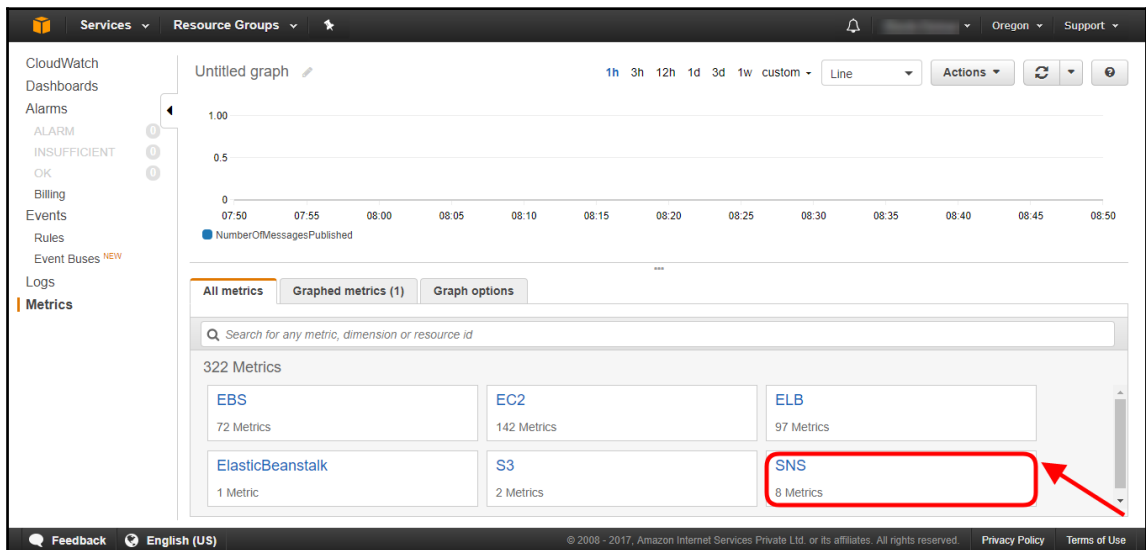 Services Resource Groups Oregon Support
CloudWatch
Dashboards
Alarms
ALARM 0
INSUFFICIENT 0
OK 0
Billing
Events
Rules
Event Buses NEW
Logs
Metrics
Untitled graph 1h 3h 12h 1d 3d 1w custom Line Actions
1.00
0.5
0
07:50 07:55 08:00 08:05 08:10 08:15 08:20 08:25 08:30 08:35 08:40 08:45 08:50
NumberOfMessagesPublished
All metrics Graphed metrics (1) Graph options
Search for any metric, dimension or resource id
322 Metrics
EBS EC2 ELB
72 Metrics 142 Metrics 97 Metrics
ElasticBeanstalk S3 SNS
1 Metric 2 Metrics 8 Metrics
Feedback English (US) © 2008 - 2017, Amazon Internet Services Private Ltd. or its affiliates. All rights reserved. Privacy Policy Terms of Use